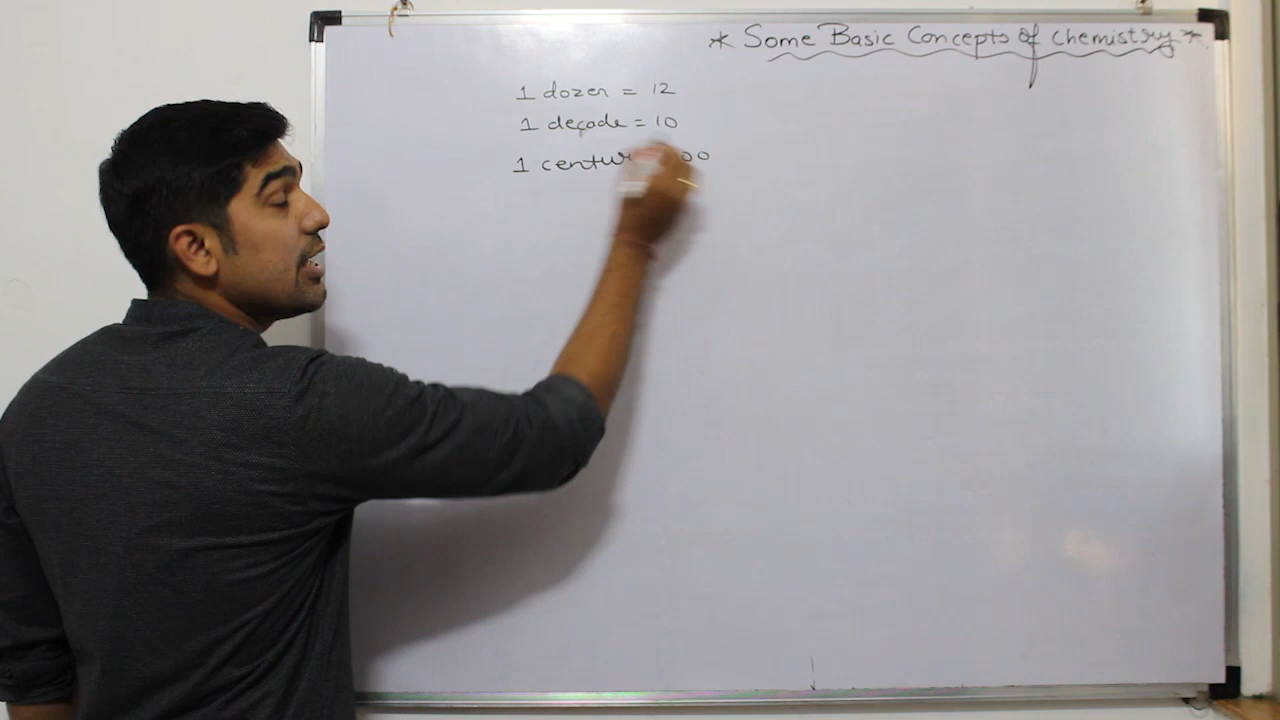 * Some Basic Concepts of Chemistry *
1 dozen = 12
1 decade = 10
1